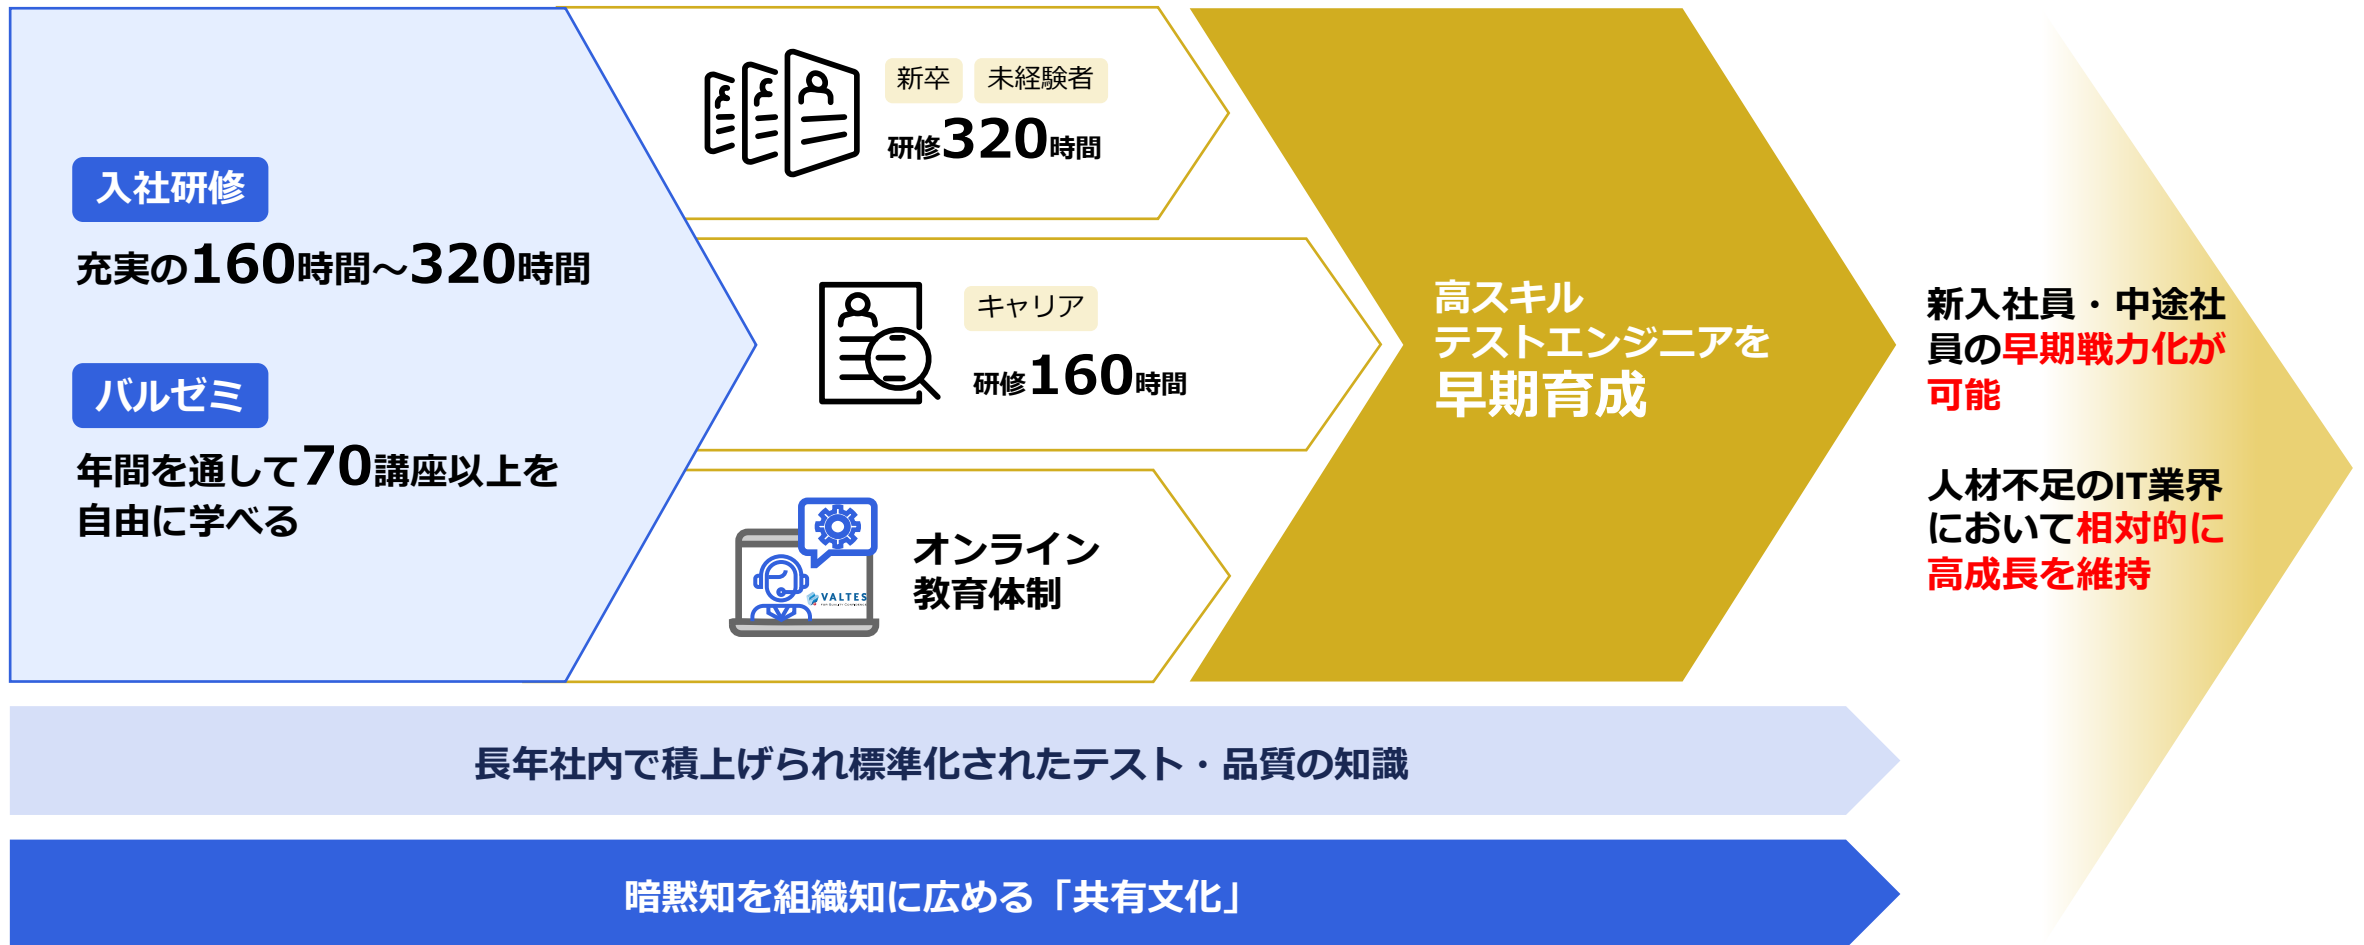 入社研修
充実の160時間～320時間
バルゼミ
年間を通して70講座以上を
自由に学べる
新卒 未経験者
研修320時間
キャリア
研修160時間
VALTES
オンライン
教育体制
高スキル
テストエンジニアを
早期育成
新入社員・中途社
員の早期戦力化が
可能
人材不足のIT業界
において相対的に
高成長を維持
長年社内で積上げられ標準化されたテスト・品質の知識
暗黙知を組織知に広める「共有文化」